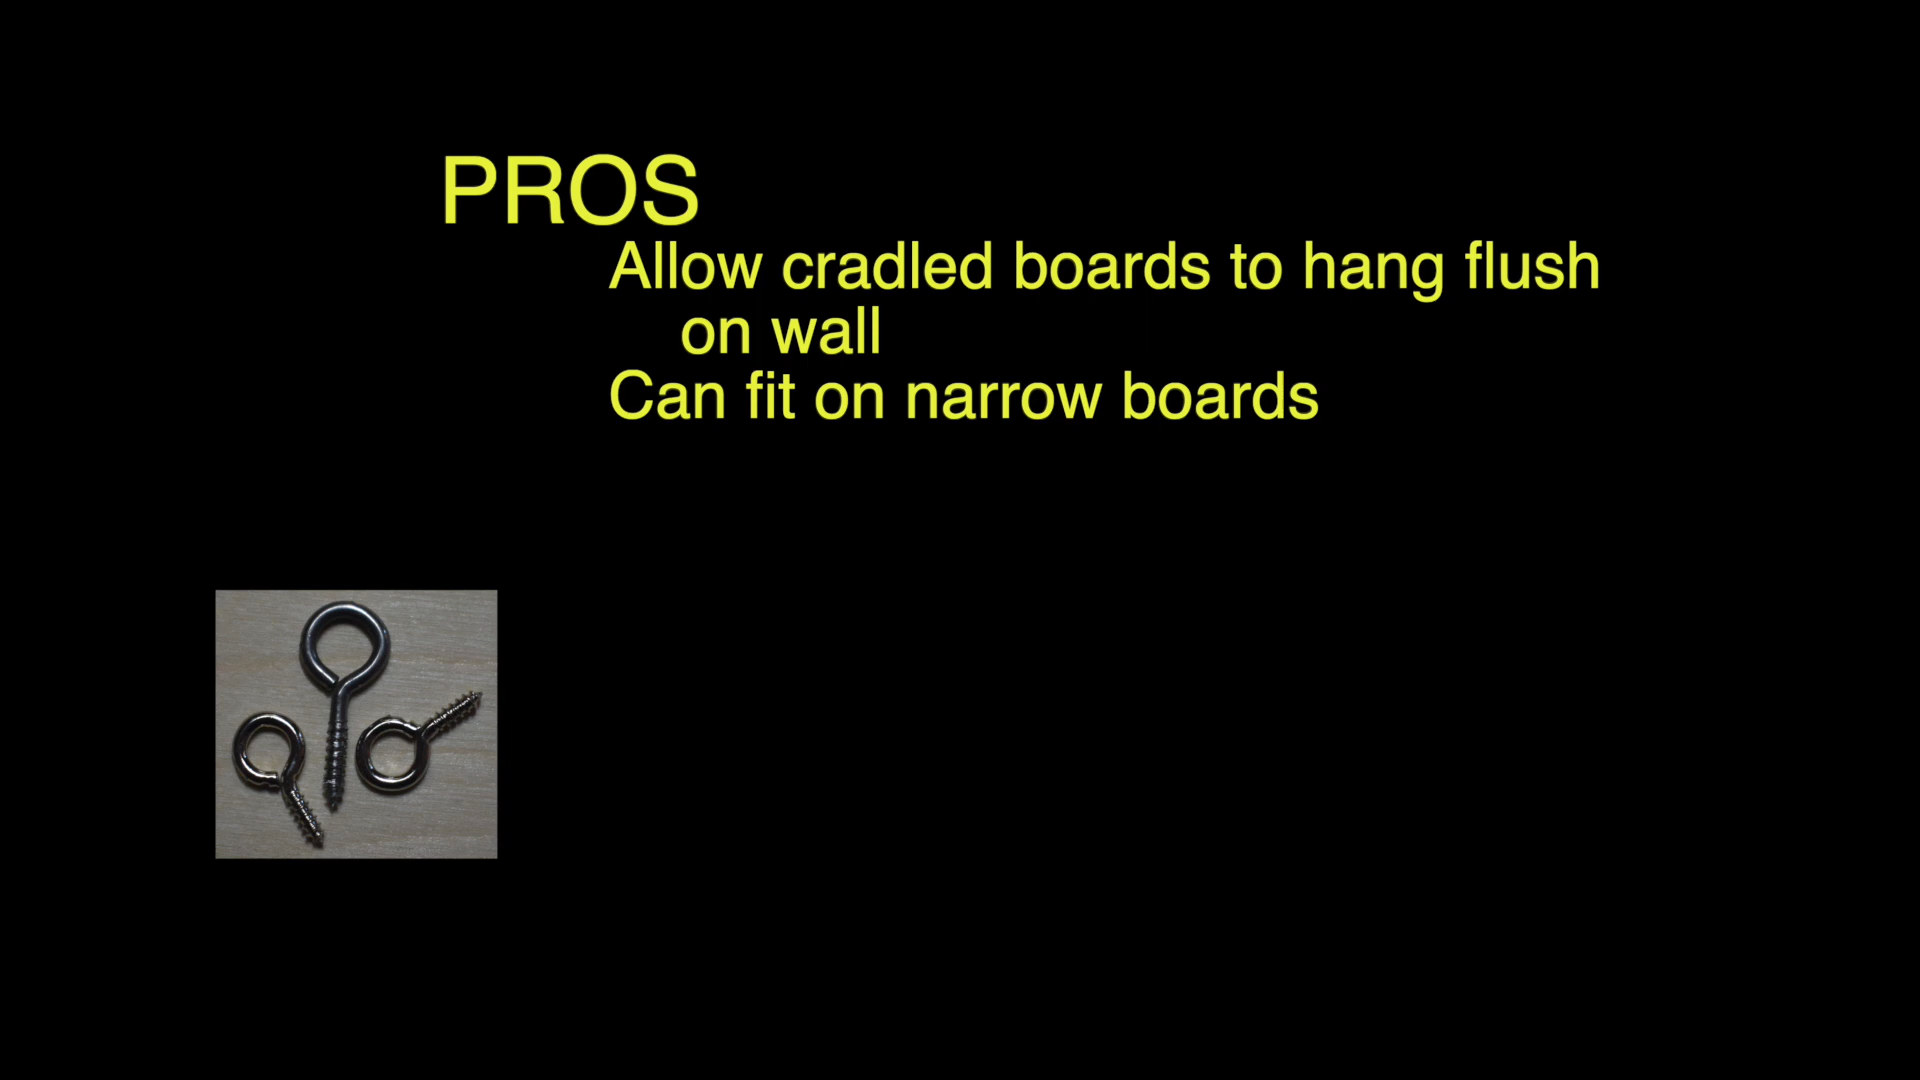 PROS
Allow cradled boards to hang flush
on wall
Can fit on narrow boards